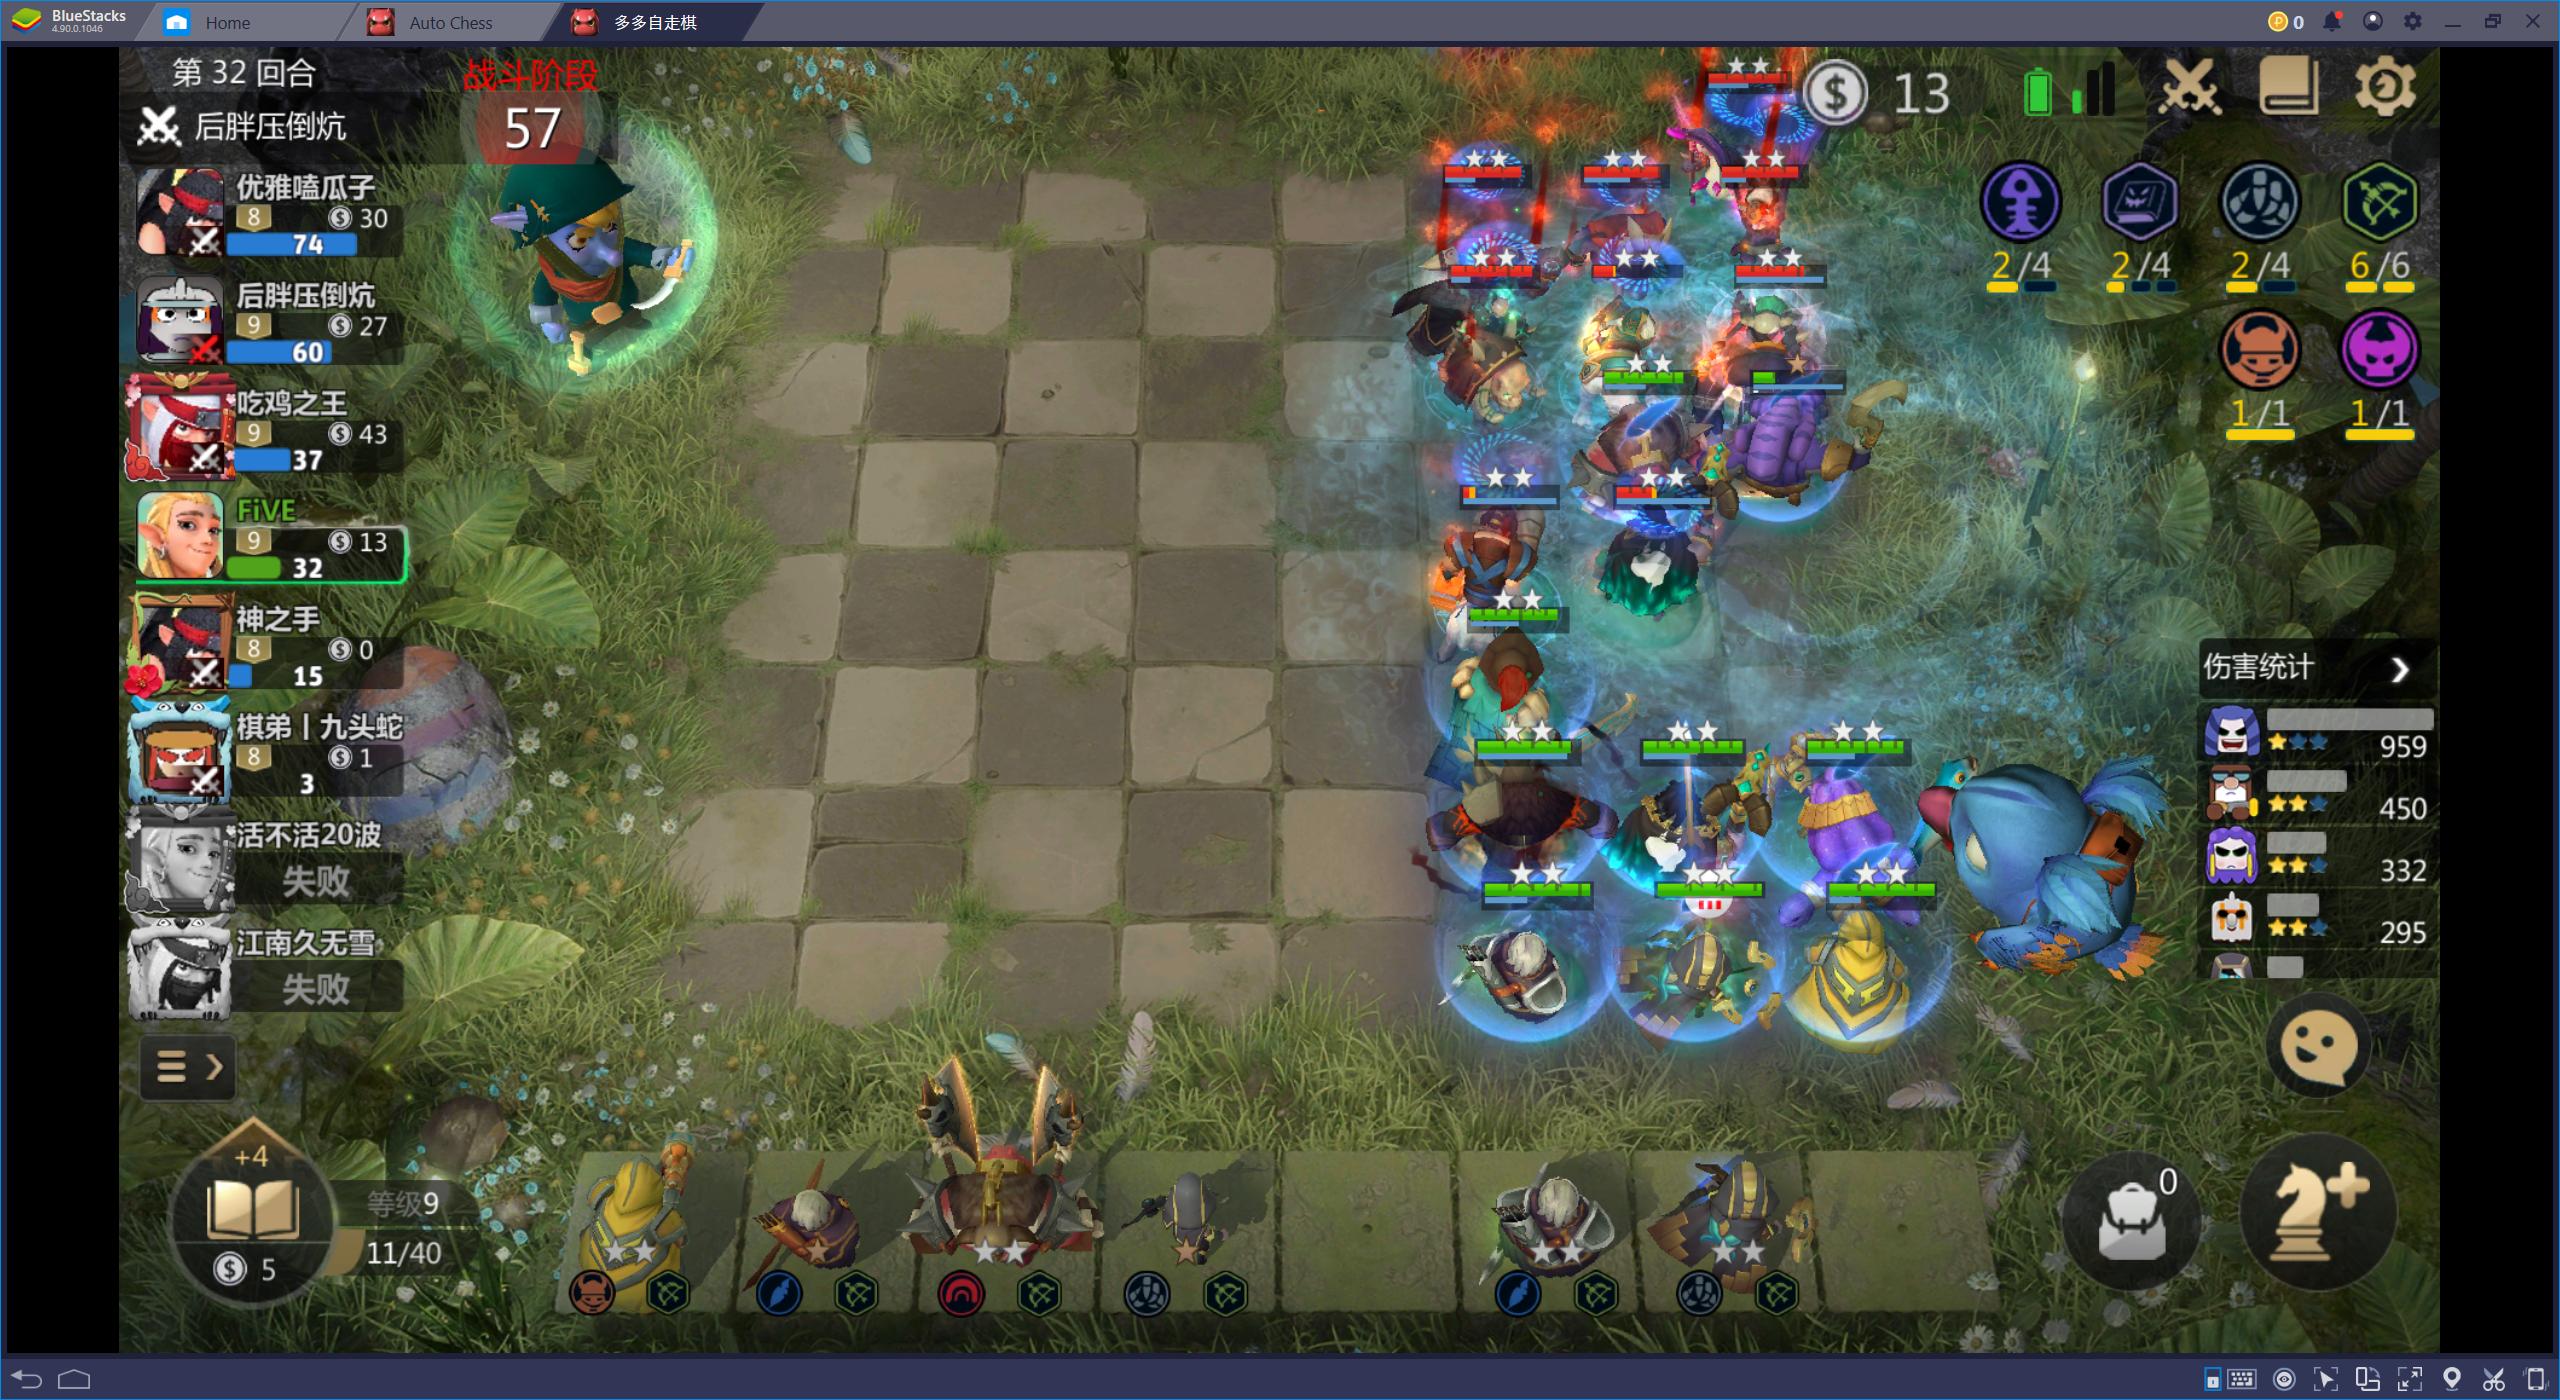 BlueStacks
4.90.0.1046
Home
Auto Chess
多多自走棋
0
第 32 回合
战斗阶段
后胖压倒炕
57
13
优雅嗑瓜子
8
30
74
后胖压倒炕
9
27
60
吃鸡之王
9
43
37
FiVE
9
13
32
神之手
8
0
15
棋弟丨九头蛇
8
1
3
活不活20波
失败
江南久无雪
失败
2/4
2/4
2/4
6/6
1/1
1/1
伤害统计
959
450
332
295
+4
等级9
11/40
5
0